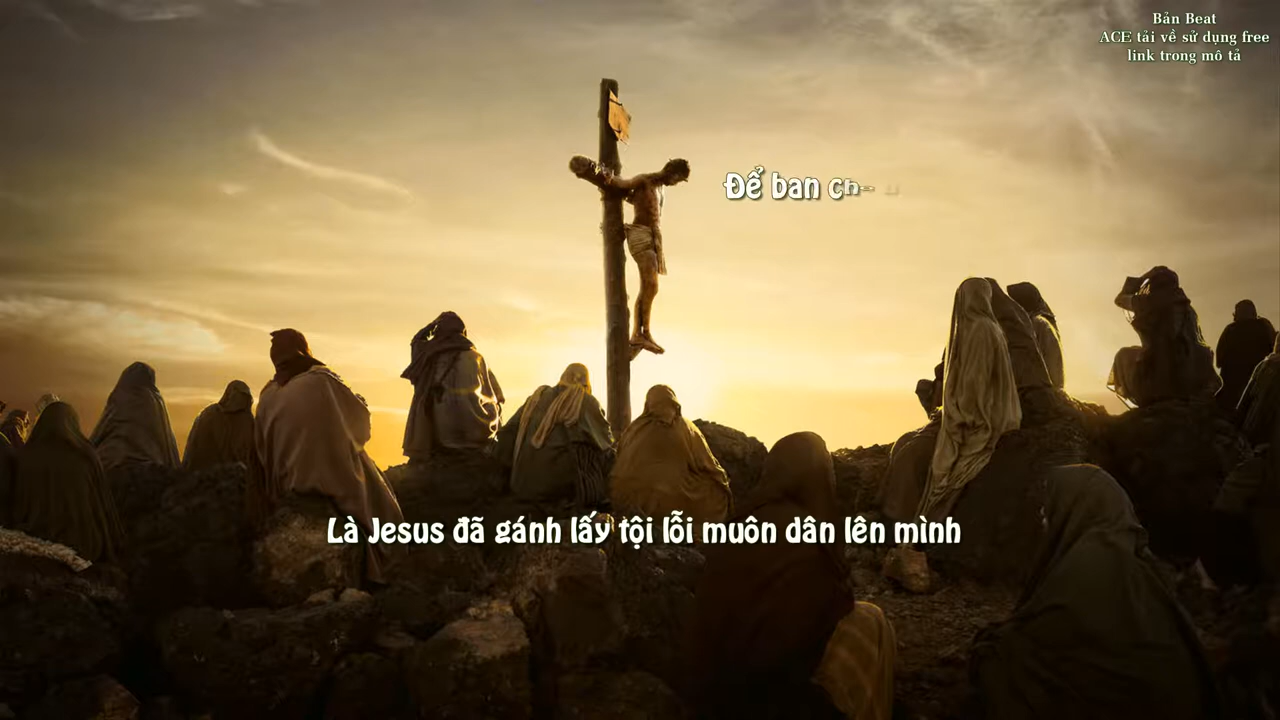 Bản Beat
ACE tải về sử dụng free
link trong mô tả
Để ban
Là Jesus đã gánh lấy tội lỗi muôn dân lên mình